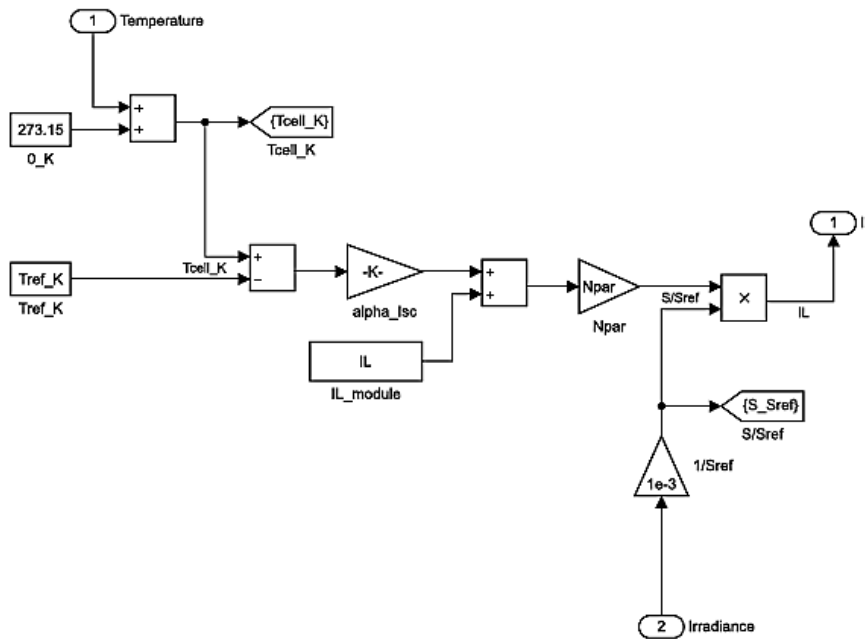 1 Temperature
+
+
273.15
0_K
{Tcell_K}
Tcell_K
Tcell_K
+
−
Tref_K
Tref_K
-K-
alpha_Isc
+
+
IL
IL_module
Npar
Npar
S/Sref
×
IL
1 I
{S_Sref}
S/Sref
1/Sref
1e-3
2 Irradiance